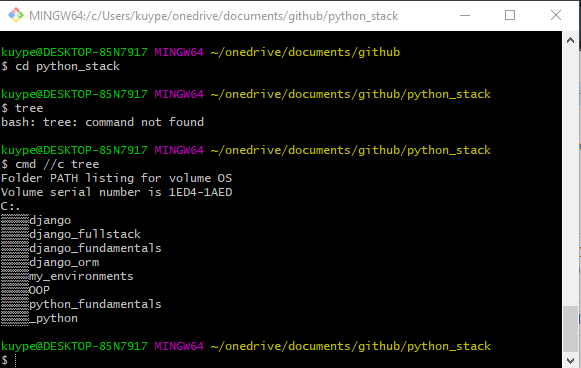 MINGW64:/c/Users/kuype/onedrive/documents/github/python_stack
kuype@DESKTOP-85N7917 MINGW64 ~/onedrive/documents/github
$ cd python_stack
kuype@DESKTOP-85N7917 MINGW64 ~/onedrive/documents/github/python_stack
$ tree
bash: tree: command not found
kuype@DESKTOP-85N7917 MINGW64 ~/onedrive/documents/github/python_stack
$ cmd //c tree
Folder PATH listing for volume OS
Volume serial number is 1ED4-1AED
C:.
▒▒▒▒django
▒▒▒▒django_fullstack
▒▒▒▒django_fundamentals
▒▒▒▒django_orm
▒▒▒▒my_environments
▒▒▒▒OOP
▒▒▒▒python_fundamentals
▒▒▒▒_python
kuype@DESKTOP-85N7917 MINGW64 ~/onedrive/documents/github/python_stack
$